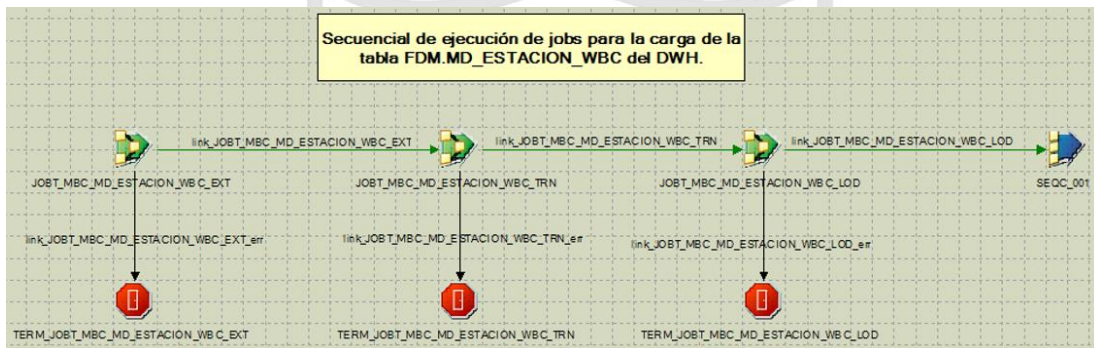 Secuencial de ejecución de jobs para la carga de la
tabla FDM.MD_ESTACION_WBC del DWH.
link_JOBT_MBC_MD_ESTACION_WBC_EXT
link_JOBT_MBC_MD_ESTACION_WBC_TRN
link_JOBT_MBC_MD_ESTACION_WBC_LOD
JOBT_MBC_MD_ESTACION_WBC_EXT
JOBT_MBC_MD_ESTACION_WBC_TRN
JOBT_MBC_MD_ESTACION_WBC_LOD
SEQC_001
link_JOBT_MBC_MD_ESTACION_WBC_EXT_err
link_JOBT_MBC_MD_ESTACION_WBC_TRN_err
link_JOBT_MBC_MD_ESTACION_WBC_LOD_err
TERM_JOBT_MBC_MD_ESTACION_WBC_EXT
TERM_JOBT_MBC_MD_ESTACION_WBC_TRN
TERM_JOBT_MBC_MD_ESTACION_WBC_LOD